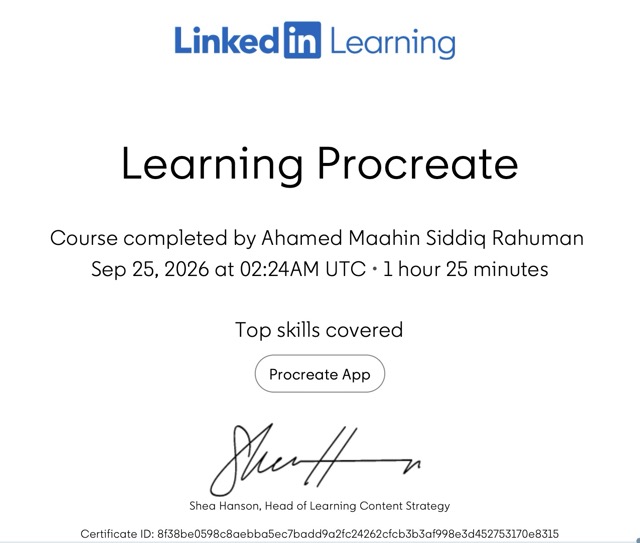 Linkedin Learning
Learning Procreate
Course completed by Ahamed Maahin Siddiq Rahuman
Sep 25, 2026 at 02:24AM UTC • 1 hour 25 minutes
Top skills covered
Procreate App
Shea Hanson, Head of Learning Content Strategy
Certificate ID: 8f38be0598c8aebba5ec7badd9a2fc24262cfcb3b3af998e3d452753170e8315